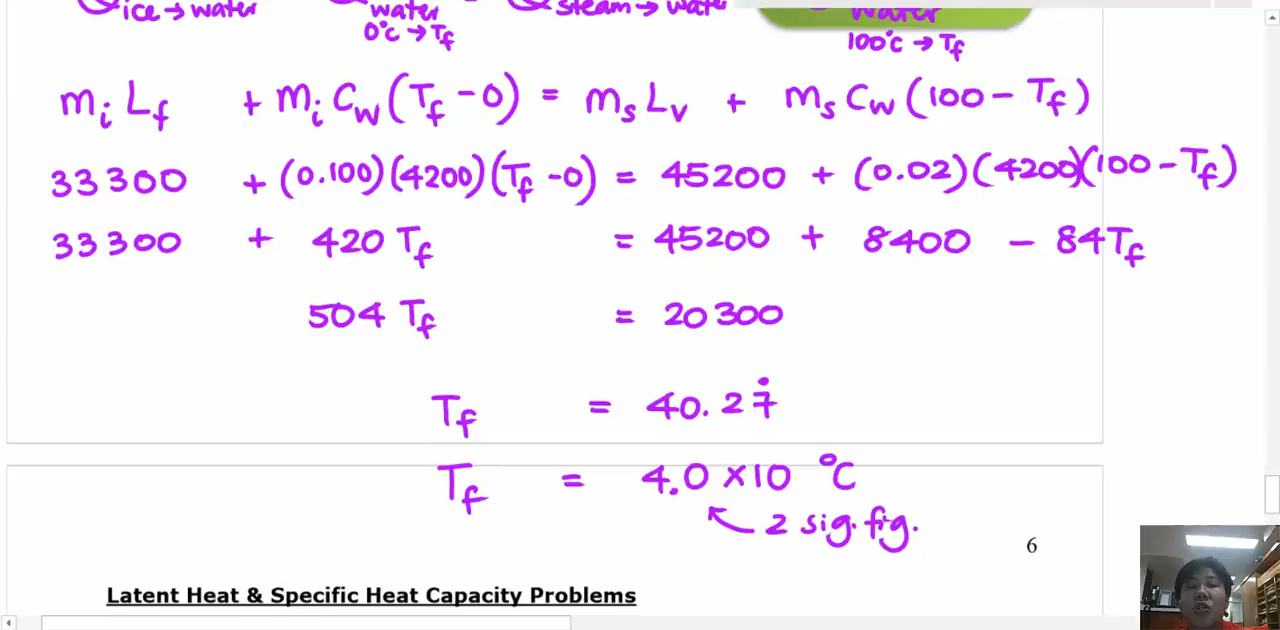 ice → water water steam → water water
0°C → Tf 100°C → Tf
mᵢ Lf + mᵢ Cw (Tf − 0) = mₛ Lv + mₛ Cw (100 − Tf)
33300 + (0.100)(4200)(Tf − 0) = 45200 + (0.02)(4200)(100 − Tf)
33300 + 420 Tf = 45200 + 8400 − 84Tf
504 Tf = 20300
Tf = 40.27̇
Tf = 4.0 × 10 °C
2 sig. fig.
6
Latent Heat & Specific Heat Capacity Problems